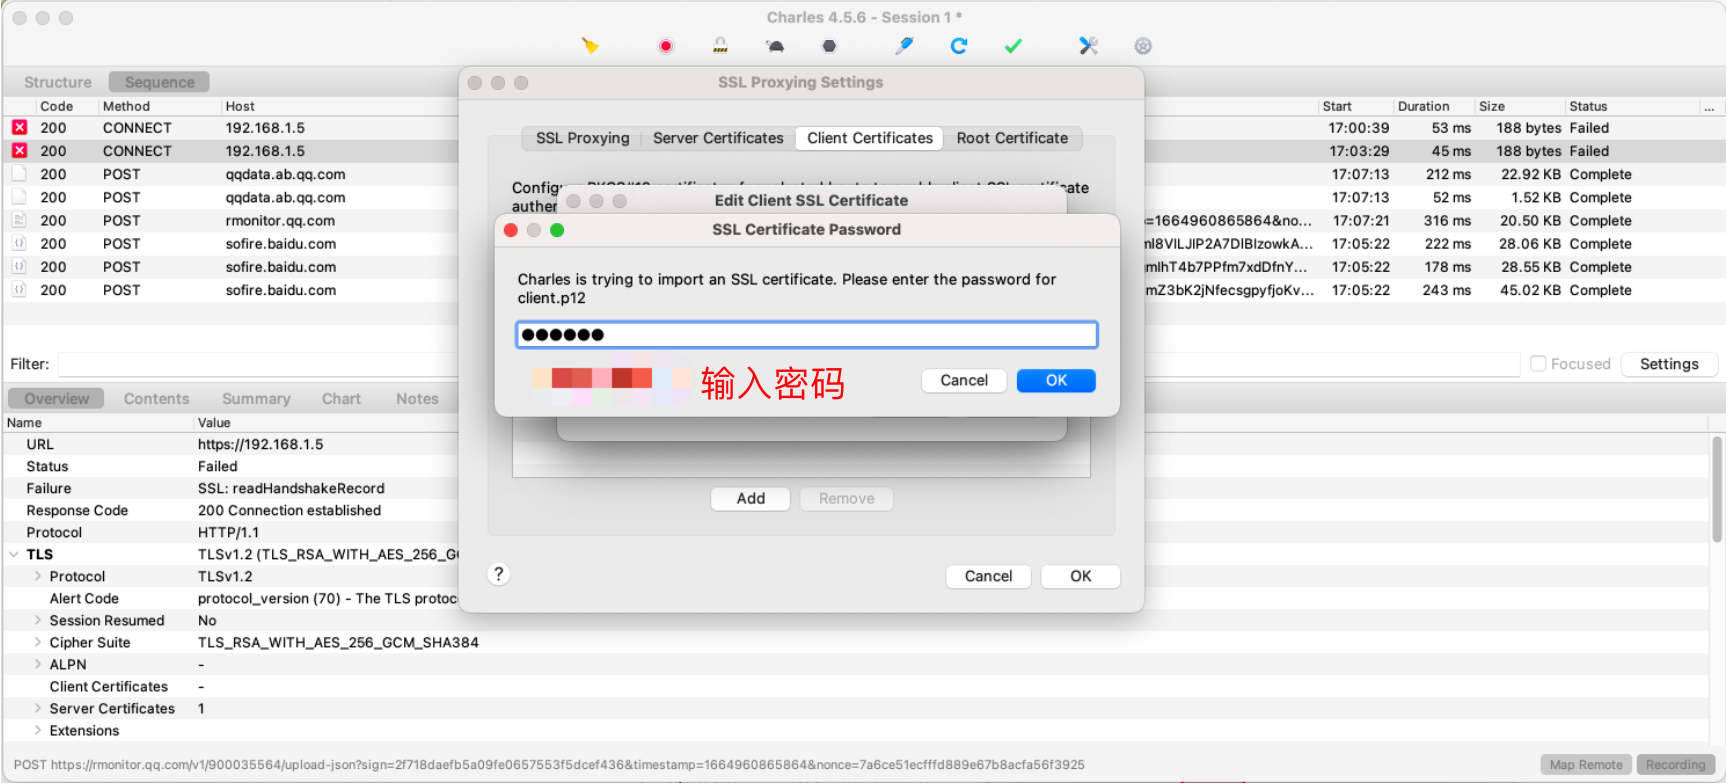 Charles 4.5.6 - Session 1 *
Structure Sequence
Code Method Host Start Duration Size Status ...
200 CONNECT 192.168.1.5 17:00:39 53 ms 188 bytes Failed
200 CONNECT 192.168.1.5 17:03:29 45 ms 188 bytes Failed
200 POST qqdata.ab.qq.com 17:07:13 212 ms 22.92 KB Complete
200 POST qqdata.ab.qq.com 17:07:13 52 ms 1.52 KB Complete
200 POST rmonitor.qq.com =1664960865864&no... 17:07:21 316 ms 20.50 KB Complete
200 POST sofire.baidu.com nl8VILJIP2A7DIBIzowkA... 17:05:22 222 ms 28.06 KB Complete
200 POST sofire.baidu.com mIhT4b7PPfm7xdDfnY... 17:05:22 178 ms 28.55 KB Complete
200 POST sofire.baidu.com mZ3bK2jNfecsgpyfjoKv... 17:05:22 243 ms 45.02 KB Complete
SSL Proxying Settings
SSL Proxying Server Certificates Client Certificates Root Certificate
Edit Client SSL Certificate
SSL Certificate Password
Charles is trying to import an SSL certificate. Please enter the password for
client.p12
●●●●●●
输入密码 Cancel OK
Add Remove
? Cancel OK
Filter: Focused Settings
Overview Contents Summary Chart Notes
Name Value
URL https://192.168.1.5
Status Failed
Failure SSL: readHandshakeRecord
Response Code 200 Connection established
Protocol HTTP/1.1
TLS TLSv1.2 (TLS_RSA_WITH_AES_256_G
Protocol TLSv1.2
Alert Code protocol_version (70) - The TLS protoc
Session Resumed No
Cipher Suite TLS_RSA_WITH_AES_256_GCM_SHA384
ALPN -
Client Certificates -
Server Certificates 1
Extensions
POST https://rmonitor.qq.com/v1/900035564/upload-json?sign=2f718daefb5a09fe0657553f5dcef436&timestamp=1664960865864&nonce=7a6ce51ecfffd889e67b8acfa56f3925
Map Remote Recording